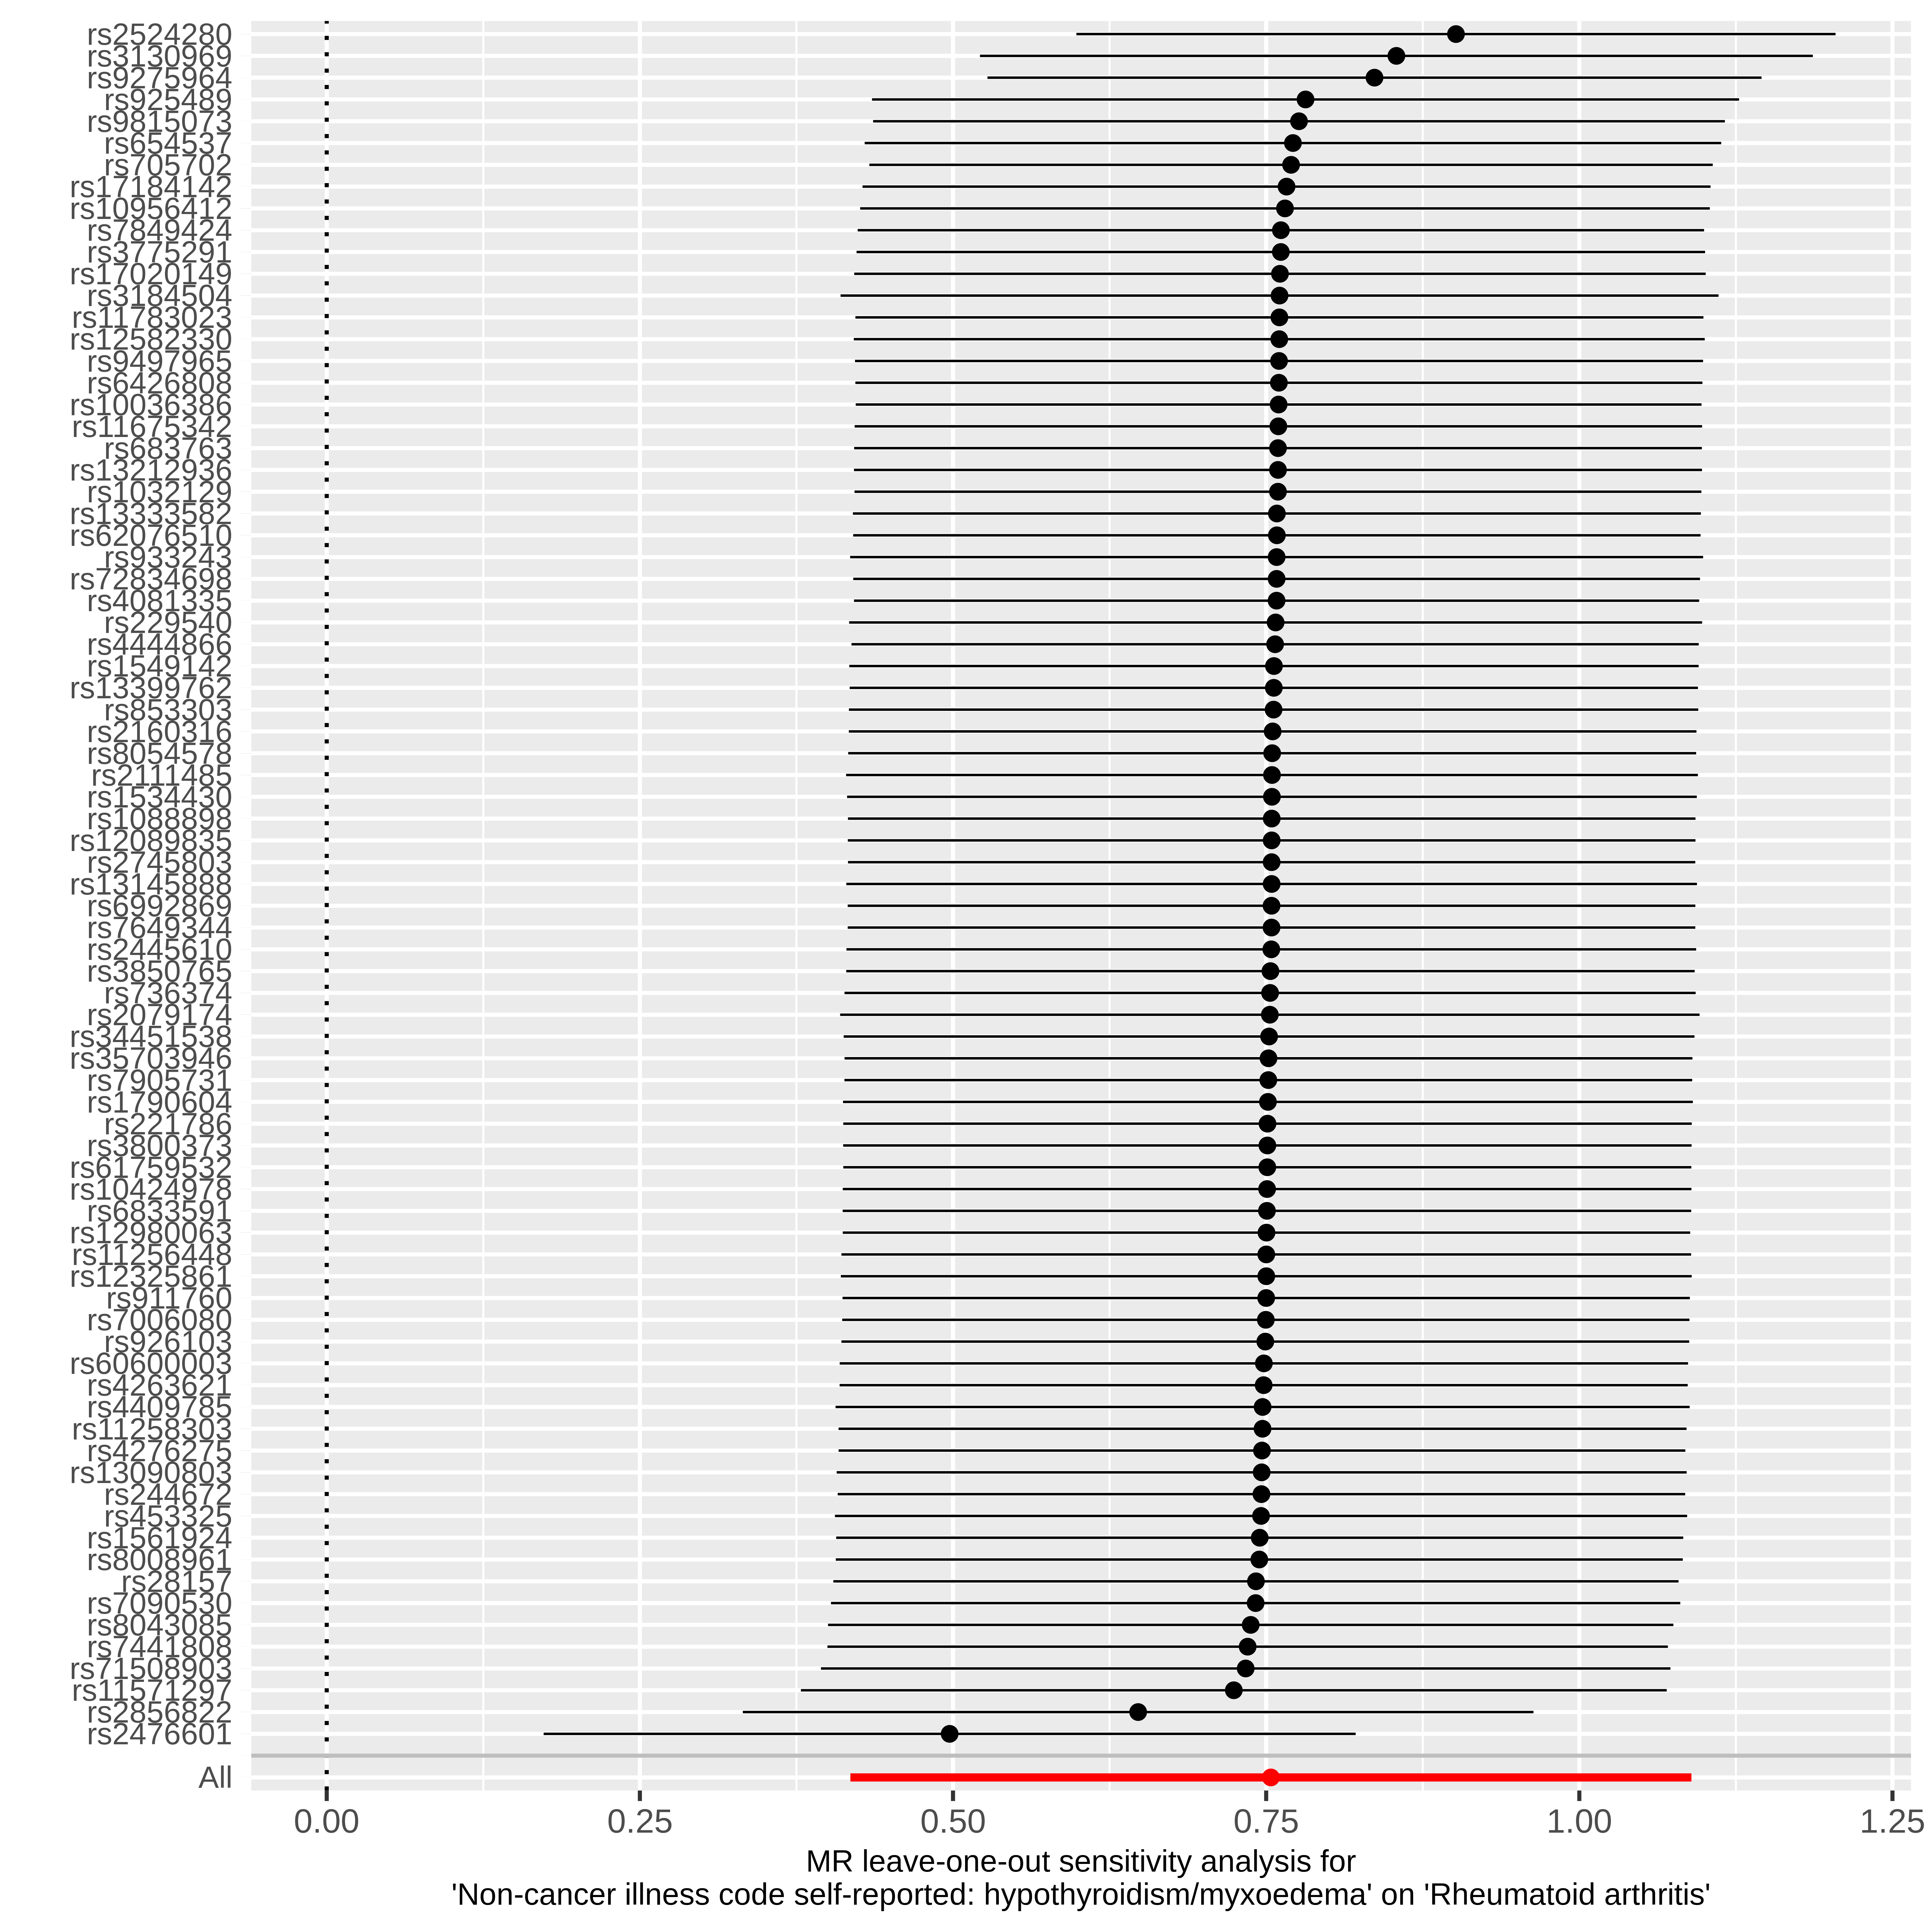 rs2524280
rs3130969
rs9275964
rs925489
rs9815073
rs654537
rs705702
rs17184142
rs10956412
rs7849424
rs3775291
rs17020149
rs3184504
rs11783023
rs12582330
rs9497965
rs6426808
rs10036386
rs11675342
rs683763
rs13212936
rs1032129
rs13333582
rs62076510
rs933243
rs72834698
rs4081335
rs229540
rs4444866
rs1549142
rs13399762
rs853303
rs2160316
rs8054578
rs2111485
rs1534430
rs1088898
rs12089835
rs2745803
rs13145888
rs6992869
rs7649344
rs2445610
rs3850765
rs736374
rs2079174
rs34451538
rs35703946
rs7905731
rs1790604
rs221786
rs3800373
rs61759532
rs10424978
rs6833591
rs12980063
rs11256448
rs12325861
rs911760
rs7006080
rs926103
rs60600003
rs4263621
rs4409785
rs11258303
rs4276275
rs13090803
rs244672
rs453325
rs1561924
rs8008961
rs28157
rs7090530
rs8043085
rs7441808
rs71508903
rs11571297
rs2856822
rs2476601
All
0.00 0.25 0.50 0.75 1.00 1.25
MR leave-one-out sensitivity analysis for
'Non-cancer illness code self-reported: hypothyroidism/myxoedema' on 'Rheumatoid arthritis'